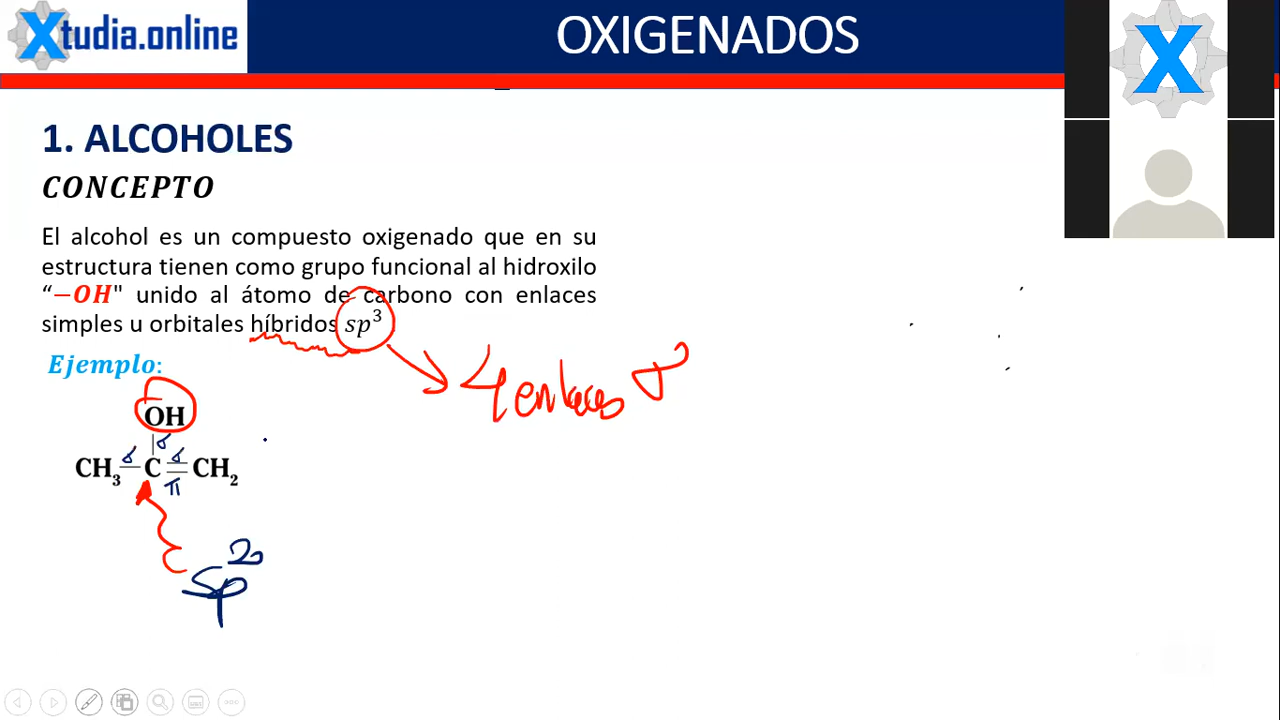 Xtudia.online
OXIGENADOS
X
1. ALCOHOLES
CONCEPTO
El alcohol es un compuesto oxigenado que en su
estructura tienen como grupo funcional al hidroxilo
“−OH" unido al átomo de carbono con enlaces
simples u orbitales híbridos sp³
Ejemplo:
4 enlaces σ
OH
σ
σ σ
CH₃ — C = CH₂
π
sp²